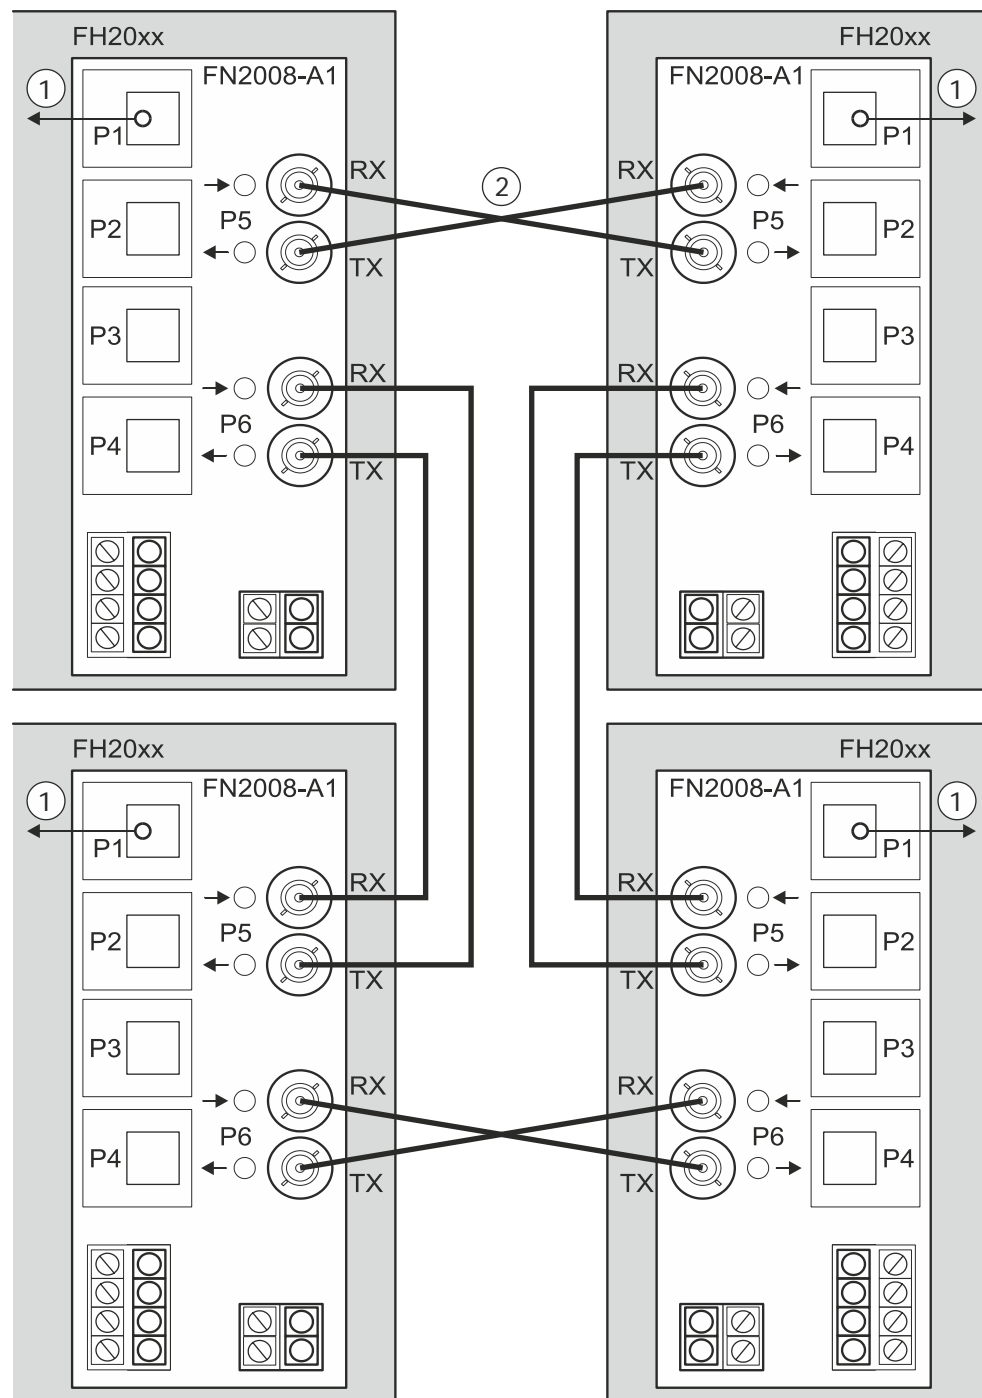 FH20xx FH20xx
FN2008-A1 FN2008-A1
1 1
P1 P1
RX 2 RX
P2 P5 P5 P2
TX TX
P3 P3
RX RX
P4 P6 P6 P4
TX TX
FH20xx FH20xx
FN2008-A1 FN2008-A1
1 1
P1 P1
RX RX
P2 P5 P5 P2
TX TX
P3 P3
RX RX
P4 P6 P6 P4
TX TX